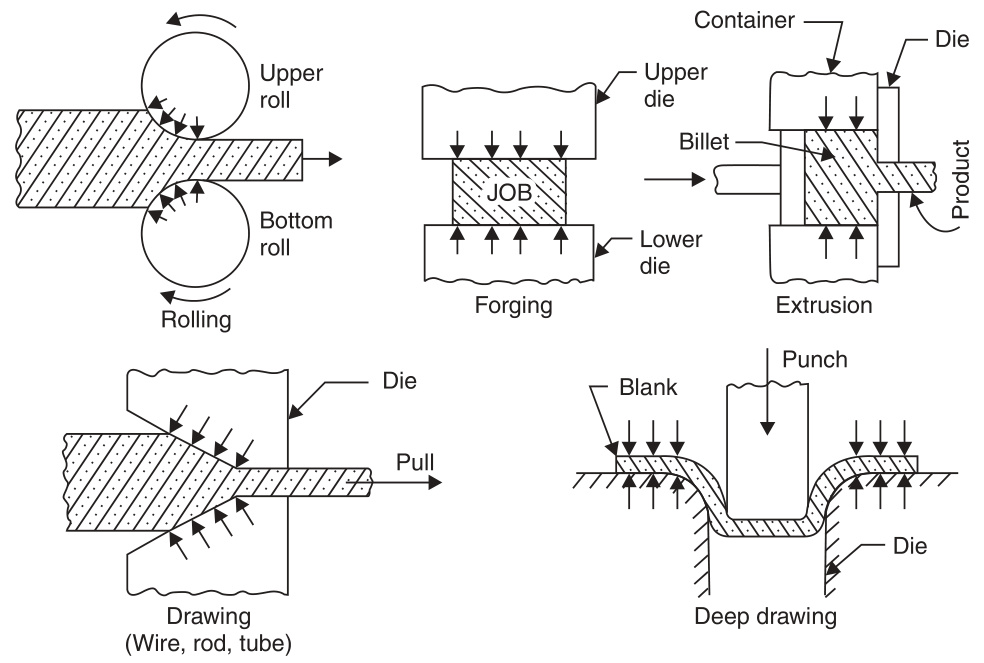 Upper
roll
Bottom
roll
Rolling
Upper
die
JOB
Lower
die
Forging
Container
Die
Billet
Product
Extrusion
Die
Pull
Drawing
(Wire, rod, tube)
Punch
Blank
Die
Deep drawing